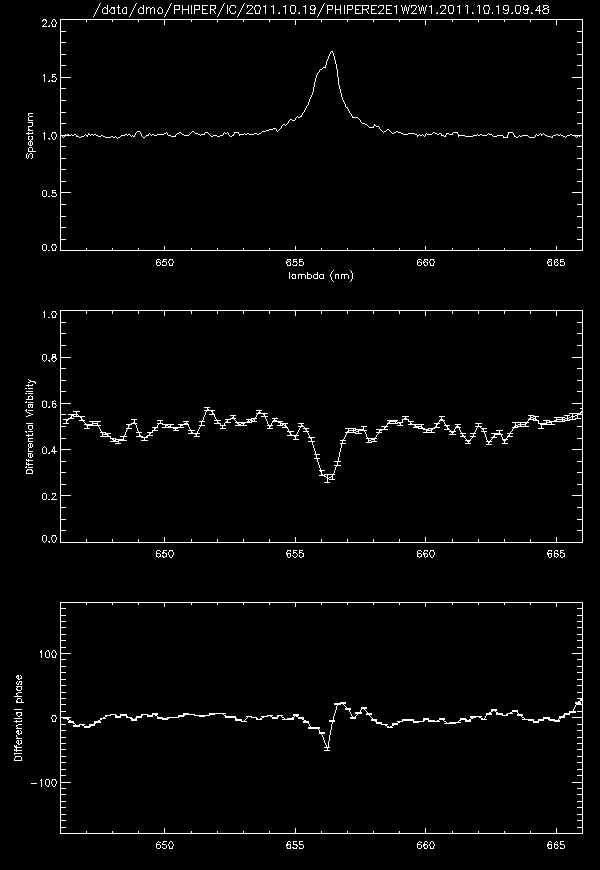 /data/dmo/PHIPER/IC/2011.10.19/PHIPERE2E1W2W1.2011.10.19.09.48
2.0
1.5
1.0
0.5
0.0
Spectrum
650 655 660 665
lambda (nm)
1.0
0.8
0.6
0.4
0.2
0.0
Differential Visibility
650 655 660 665
100
0
-100
Differential phase
650 655 660 665